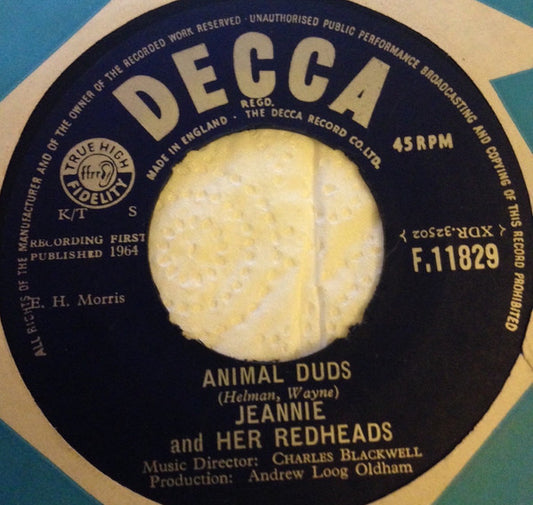 ALL RIGHTS OF THE MANUFACTURER AND OF THE OWNER OF THE RECORDED WORK RESERVED · UNAUTHORISED PUBLIC PERFORMANCE BROADCASTING AND COPYING OF THIS RECORD PROHIBITED
DECCA
REGD.
MADE IN ENGLAND · THE DECCA RECORD CO. LTD.
45 RPM
TRUE HIGH
ffrr
FIDELITY
K/T S
RECORDING FIRST
PUBLISHED 1964
XDR.32502
F.11829
E. H. Morris
ANIMAL DUDS
(Helman, Wayne)
JEANNIE
and HER REDHEADS
Music Director: CHARLES BLACKWELL
Production: Andrew Loog Oldham